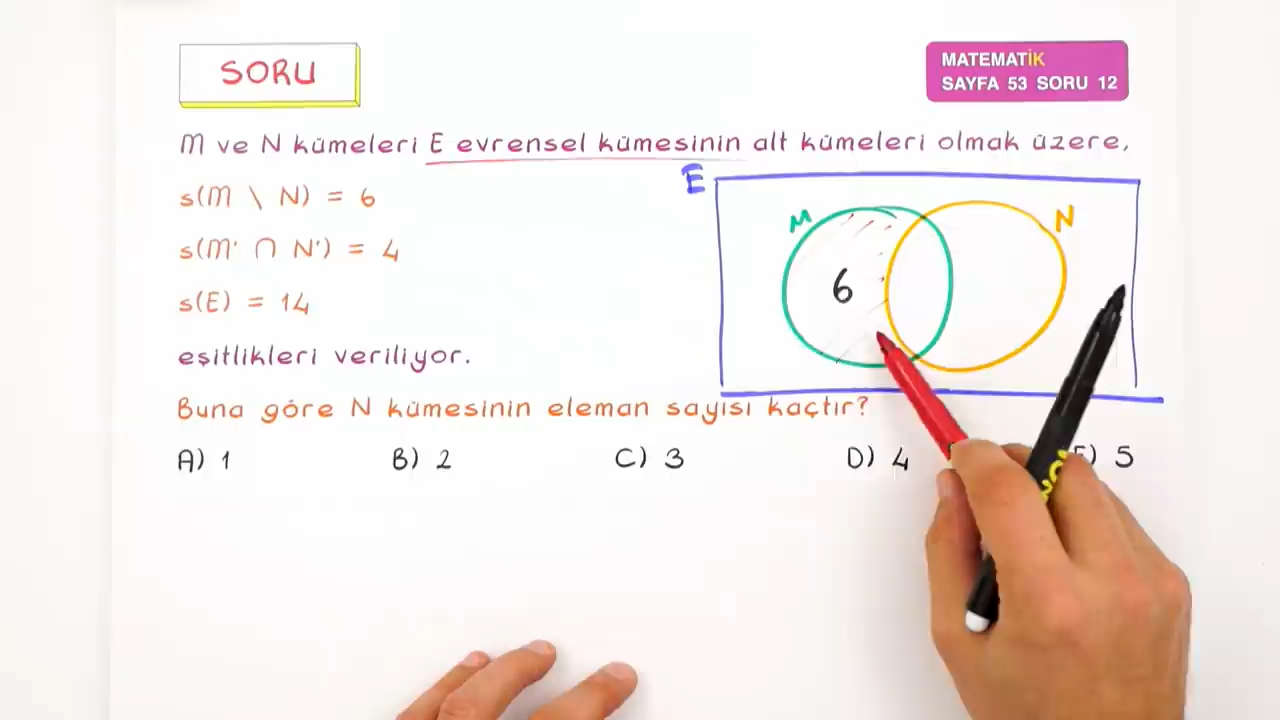 SORU
MATEMATİK
SAYFA 53 SORU 12
M ve N kümeleri E evrensel kümesinin alt kümeleri olmak üzere,
s(M \ N) = 6
s(M' ∩ N') = 4
s(E) = 14
eşitlikleri veriliyor.
E
M
N
6
Buna göre N kümesinin eleman sayısı kaçtır?
A) 1 B) 2 C) 3 D) 4 E) 5